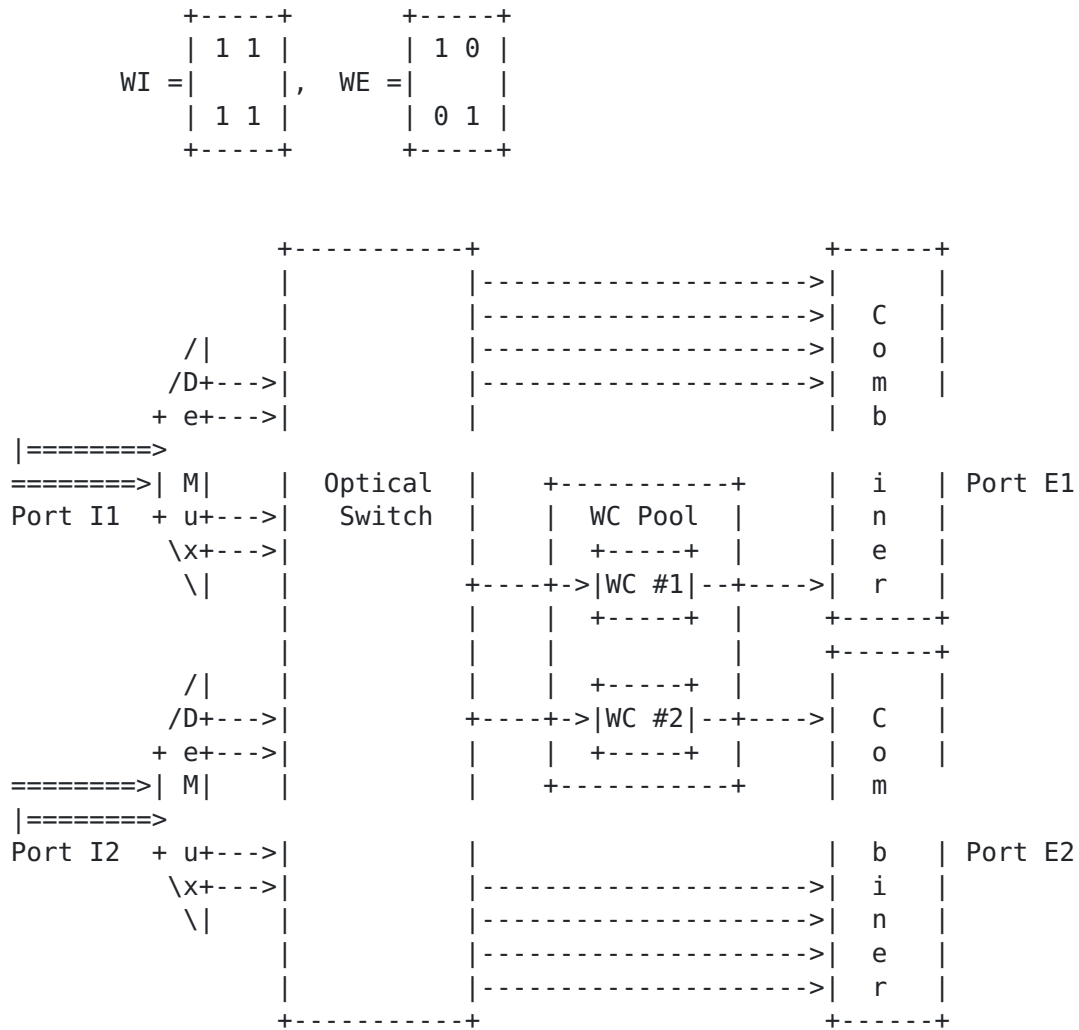 +-----+       +-----+
                | 1 1 |       | 1 0 |
            WI =|     |,  WE =|     |
                | 1 1 |       | 0 1 |
                +-----+       +-----+


                      +-----------+                      +------+
                      |           |--------------------->|      |
                      |           |--------------------->|  C   |
                /|    |           |--------------------->|  o   |
               /D+--->|           |--------------------->|  m   |
              + e+--->|           |                      |  b
     |========>
     ========>| M|    |  Optical  |    +-----------+     |  i   | Port E1
     Port I1  + u+--->|   Switch  |    |  WC Pool  |     |  n   |
               \x+--->|           |    |  +-----+  |     |  e   |
                \|    |           +----+->|WC #1|--+---->|  r   |
                      |           |    |  +-----+  |     +------+
                      |           |    |           |     +------+
                /|    |           |    |  +-----+  |     |      |
               /D+--->|           +----+->|WC #2|--+---->|  C   |
              + e+--->|           |    |  +-----+  |     |  o   |
     ========>| M|    |           |    +-----------+     |  m
     |========>
     Port I2  + u+--->|           |                      |  b   | Port E2
               \x+--->|           |--------------------->|  i   |
                \|    |           |--------------------->|  n   |
                      |           |--------------------->|  e   |
                      |           |--------------------->|  r   |
                      +-----------+                      +------+